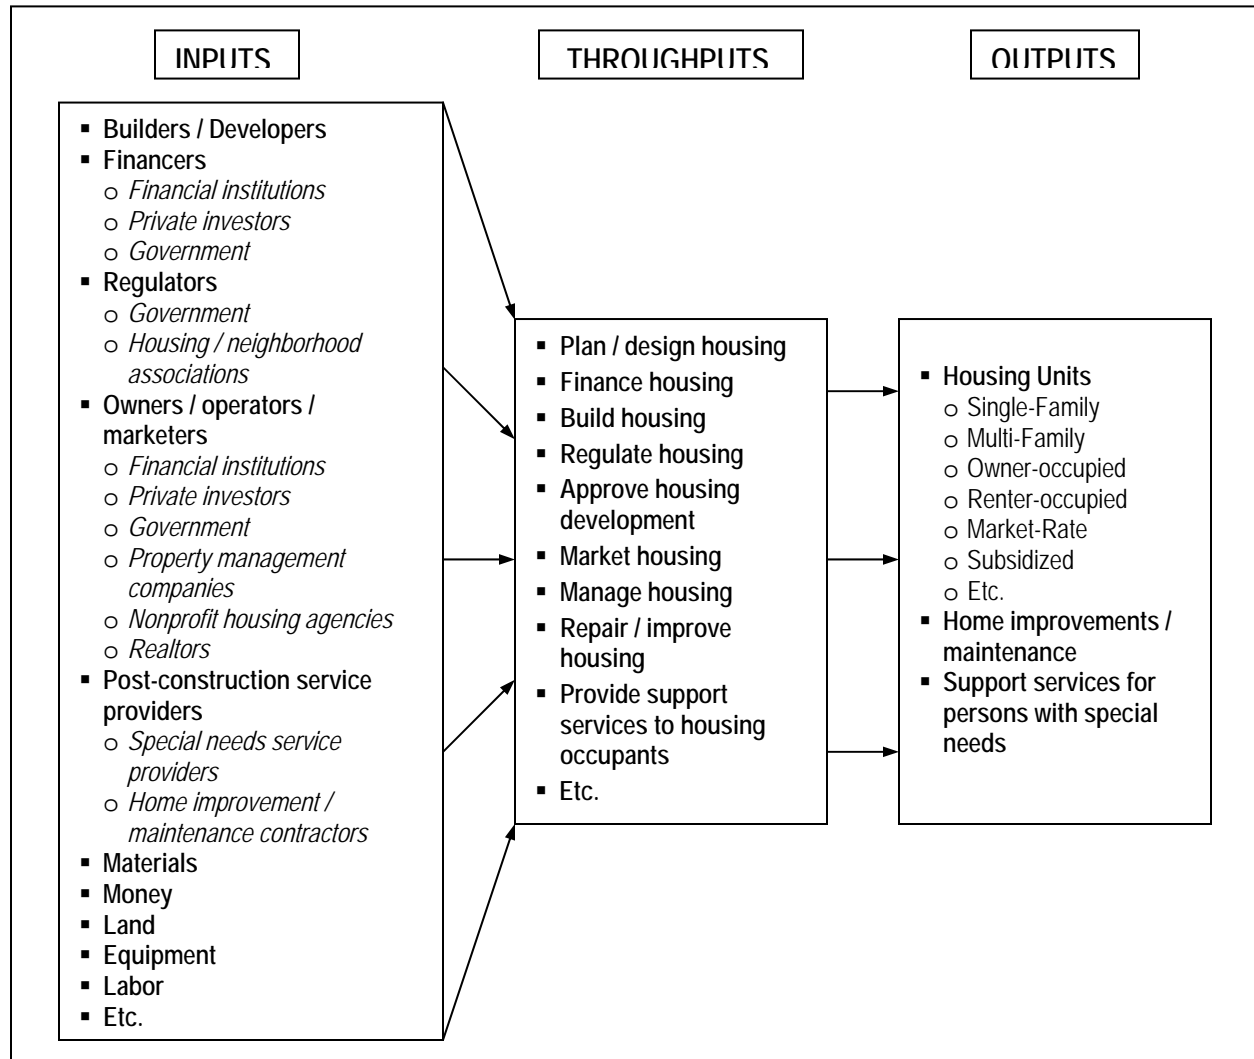 INPUTS
THROUGHPUTS
OUTPUTS
▪ Builders / Developers
▪ Financers
o Financial institutions
o Private investors
o Government
▪ Regulators
o Government
o Housing / neighborhood
associations
▪ Owners / operators /
marketers
o Financial institutions
o Private investors
o Government
o Property management
companies
o Nonprofit housing agencies
o Realtors
▪ Post-construction service
providers
o Special needs service
providers
o Home improvement /
maintenance contractors
▪ Materials
▪ Money
▪ Land
▪ Equipment
▪ Labor
▪ Etc.
▪ Plan / design housing
▪ Finance housing
▪ Build housing
▪ Regulate housing
▪ Approve housing
development
▪ Market housing
▪ Manage housing
▪ Repair / improve
housing
▪ Provide support
services to housing
occupants
▪ Etc.
▪ Housing Units
o Single-Family
o Multi-Family
o Owner-occupied
o Renter-occupied
o Market-Rate
o Subsidized
o Etc.
▪ Home improvements /
maintenance
▪ Support services for
persons with special
needs